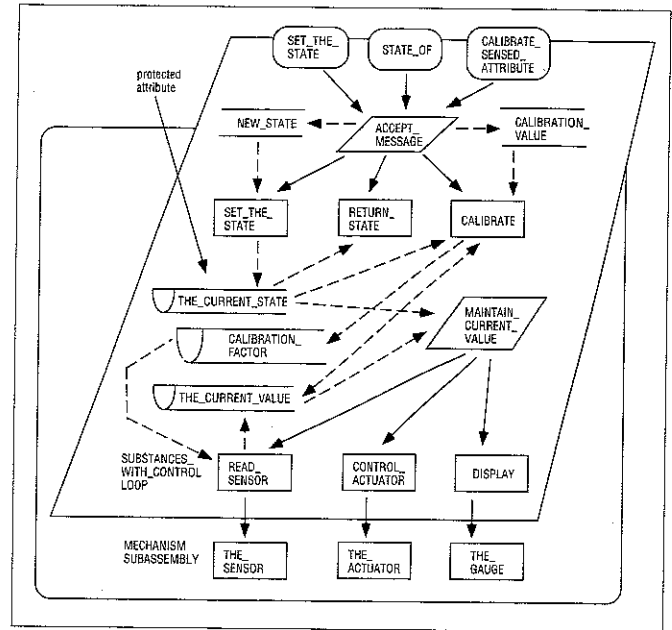 SET_THE_
STATE
STATE_OF
CALIBRATE_
SENSED_
ATTRIBUTE
protected
attribute
NEW_STATE
ACCEPT_
MESSAGE
CALIBRATION_
VALUE
SET_THE_
STATE
RETURN_
STATE
CALIBRATE
THE_CURRENT_STATE
MAINTAIN_
CURRENT_
VALUE
CALIBRATION_
FACTOR
THE_CURRENT_VALUE
SUBSTANCES_
WITH_CONTROL
LOOP
READ_
SENSOR
CONTROL_
ACTUATOR
DISPLAY
MECHANISM
SUBASSEMBLY
THE_
SENSOR
THE_
ACTUATOR
THE_
GAUGE